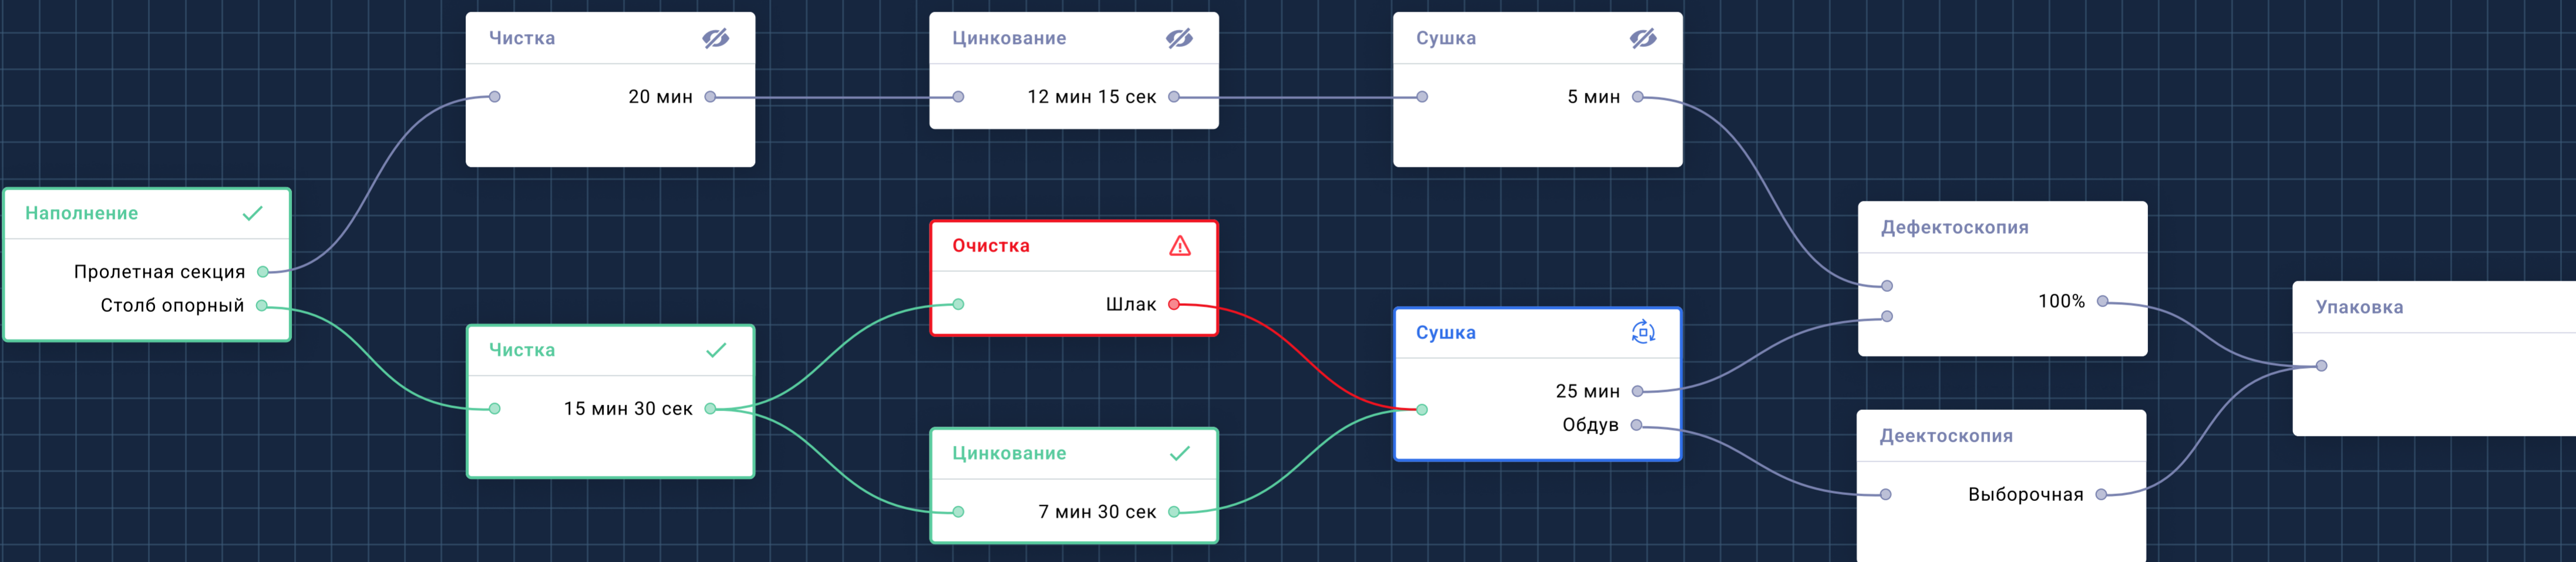 Чистка
20 мин
Цинкование
12 мин 15 сек
Сушка
5 мин
Наполнение
Пролетная секция
Столб опорный
Чистка
15 мин 30 сек
Очистка
Шлак
Цинкование
7 мин 30 сек
Сушка
25 мин
Обдув
Дефектоскопия
100%
Деектоскопия
Выборочная
Упаковка